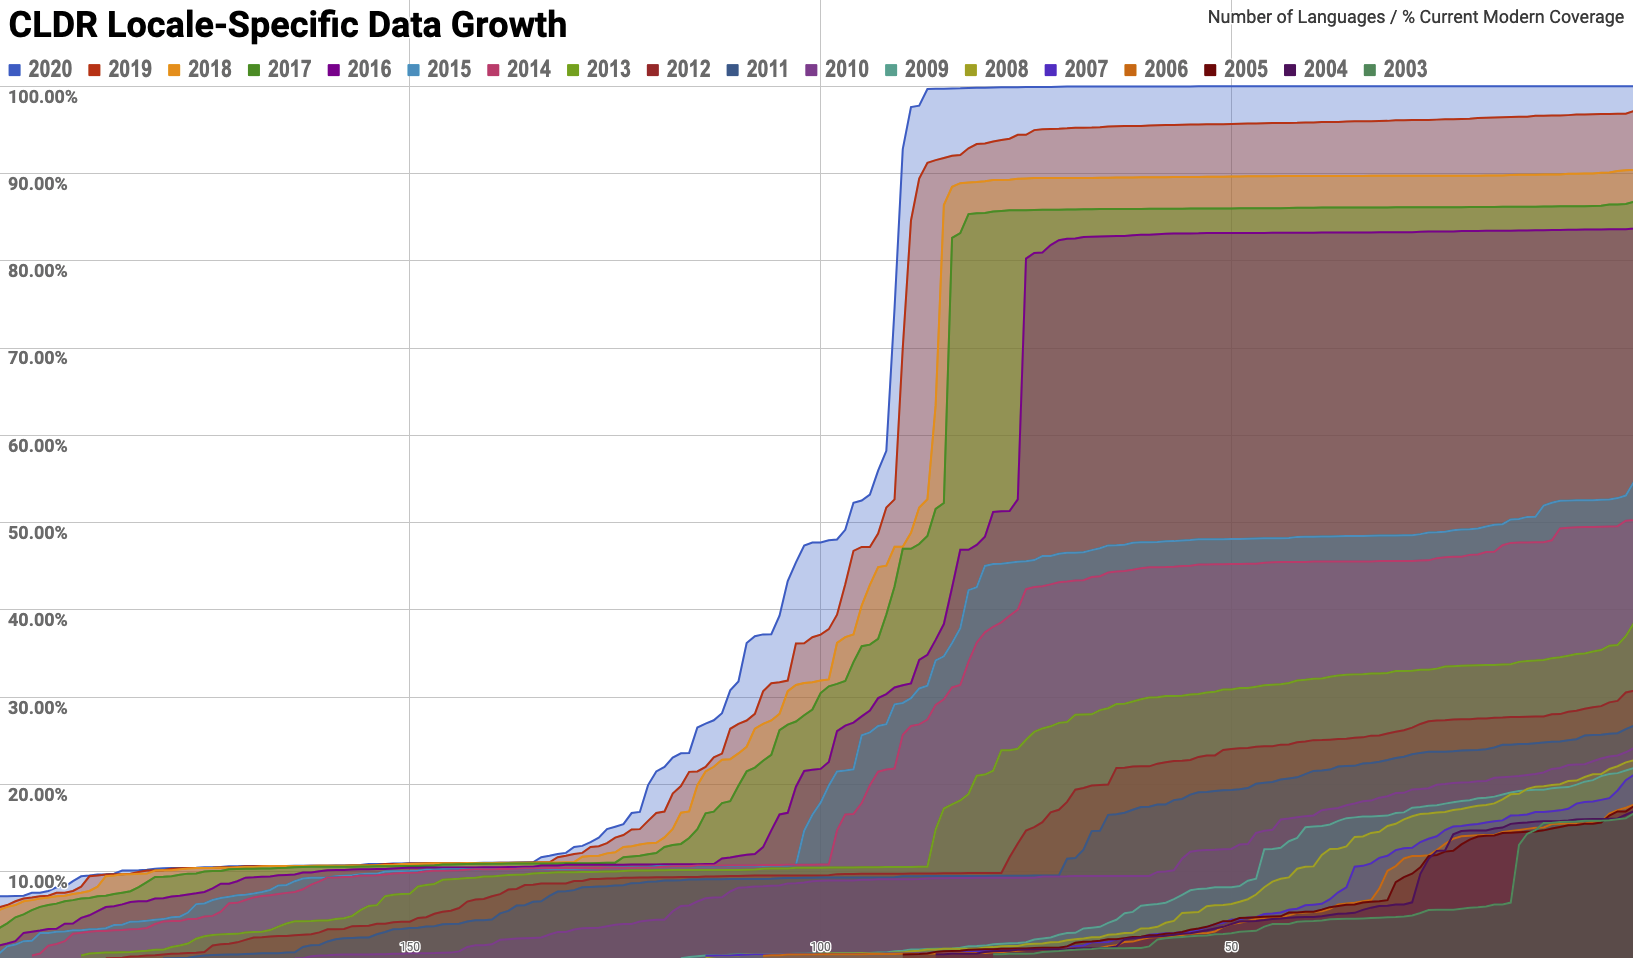 CLDR Locale-Specific Data Growth
Number of Languages / % Current Modern Coverage
2020 2019 2018 2017 2016 2015 2014 2013 2012 2011 2010 2009 2008 2007 2006 2005 2004 2003
100.00%
90.00%
80.00%
70.00%
60.00%
50.00%
40.00%
30.00%
20.00%
10.00%
150 100 50